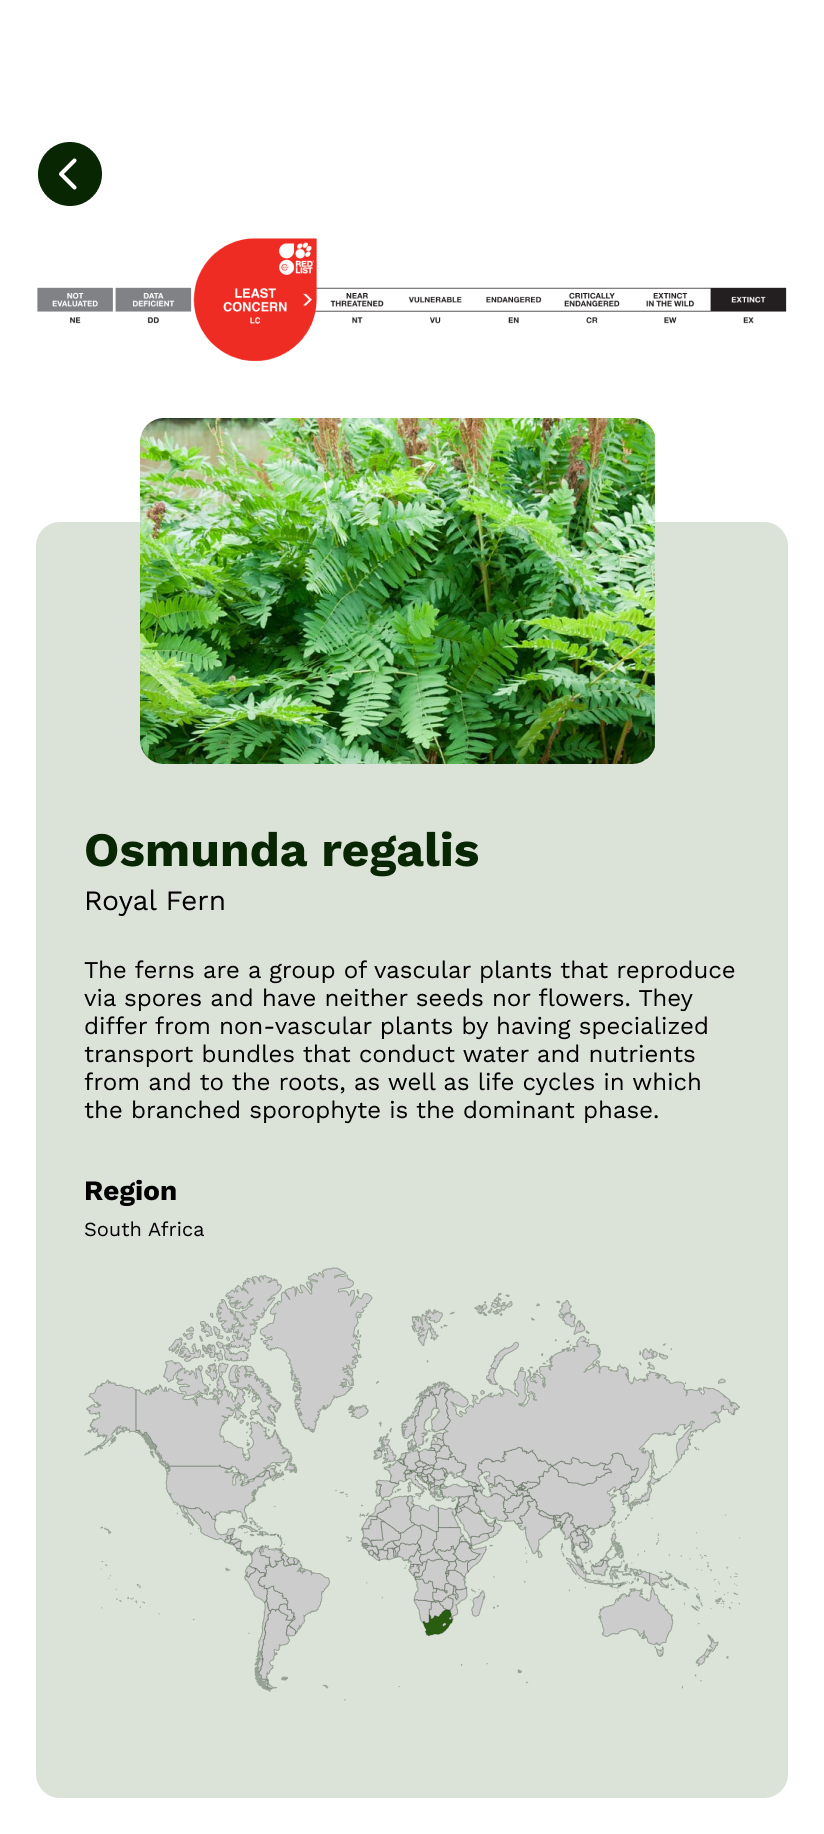 NOT EVALUATED
NE
DATA DEFICIENT
DD
RED LIST
LEAST CONCERN
LC
NEAR THREATENED
NT
VULNERABLE
VU
ENDANGERED
EN
CRITICALLY ENDANGERED
CR
EXTINCT IN THE WILD
EW
EXTINCT
EX
Osmunda regalis
Royal Fern
The ferns are a group of vascular plants that reproduce
via spores and have neither seeds nor flowers. They
differ from non-vascular plants by having specialized
transport bundles that conduct water and nutrients
from and to the roots, as well as life cycles in which
the branched sporophyte is the dominant phase.
Region
South Africa